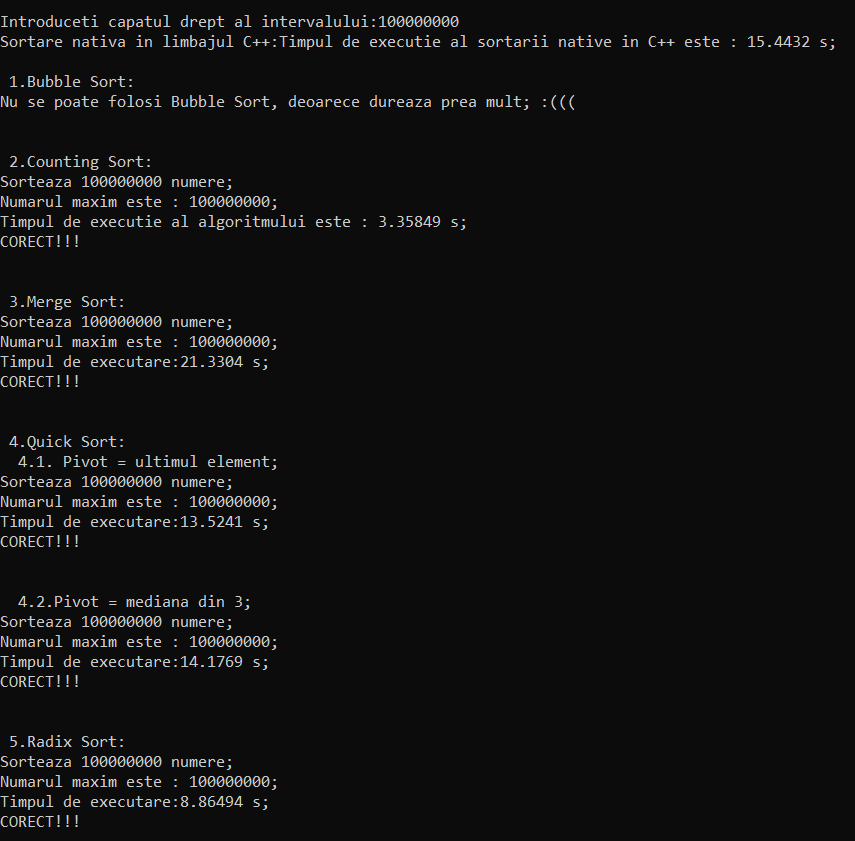 Introduceti capatul drept al intervalului:100000000
Sortare nativa in limbajul C++:Timpul de executie al sortarii native in C++ este : 15.4432 s;
1.Bubble Sort:
Nu se poate folosi Bubble Sort, deoarece dureaza prea mult; :(((
2.Counting Sort:
Sorteaza 100000000 numere;
Numarul maxim este : 100000000;
Timpul de executie al algoritmului este : 3.35849 s;
CORECT!!!
3.Merge Sort:
Sorteaza 100000000 numere;
Numarul maxim este : 100000000;
Timpul de executare:21.3304 s;
CORECT!!!
4.Quick Sort:
4.1. Pivot = ultimul element;
Sorteaza 100000000 numere;
Numarul maxim este : 100000000;
Timpul de executare:13.5241 s;
CORECT!!!
4.2.Pivot = mediana din 3;
Sorteaza 100000000 numere;
Numarul maxim este : 100000000;
Timpul de executare:14.1769 s;
CORECT!!!
5.Radix Sort:
Sorteaza 100000000 numere;
Numarul maxim este : 100000000;
Timpul de executare:8.86494 s;
CORECT!!!